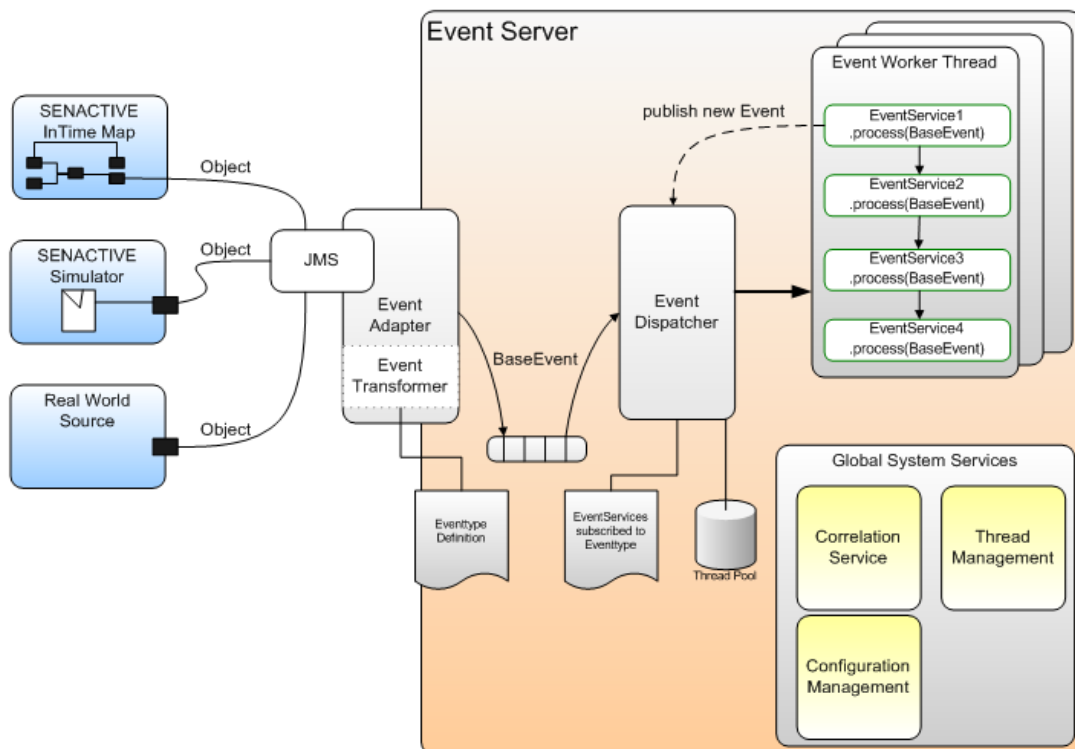 Event Server
SENACTIVE
InTime Map
Object
SENACTIVE
Simulator
Object
Real World
Source
Object
JMS
Event
Adapter
Event
Transformer
BaseEvent
Eventtype
Definition
publish new Event
Event
Dispatcher
EventServices
subscribed to
Eventtype
Thread Pool
Event Worker Thread
EventService1
.process(BaseEvent)
EventService2
.process(BaseEvent)
EventService3
.process(BaseEvent)
EventService4
.process(BaseEvent)
Global System Services
Correlation
Service
Thread
Management
Configuration
Management